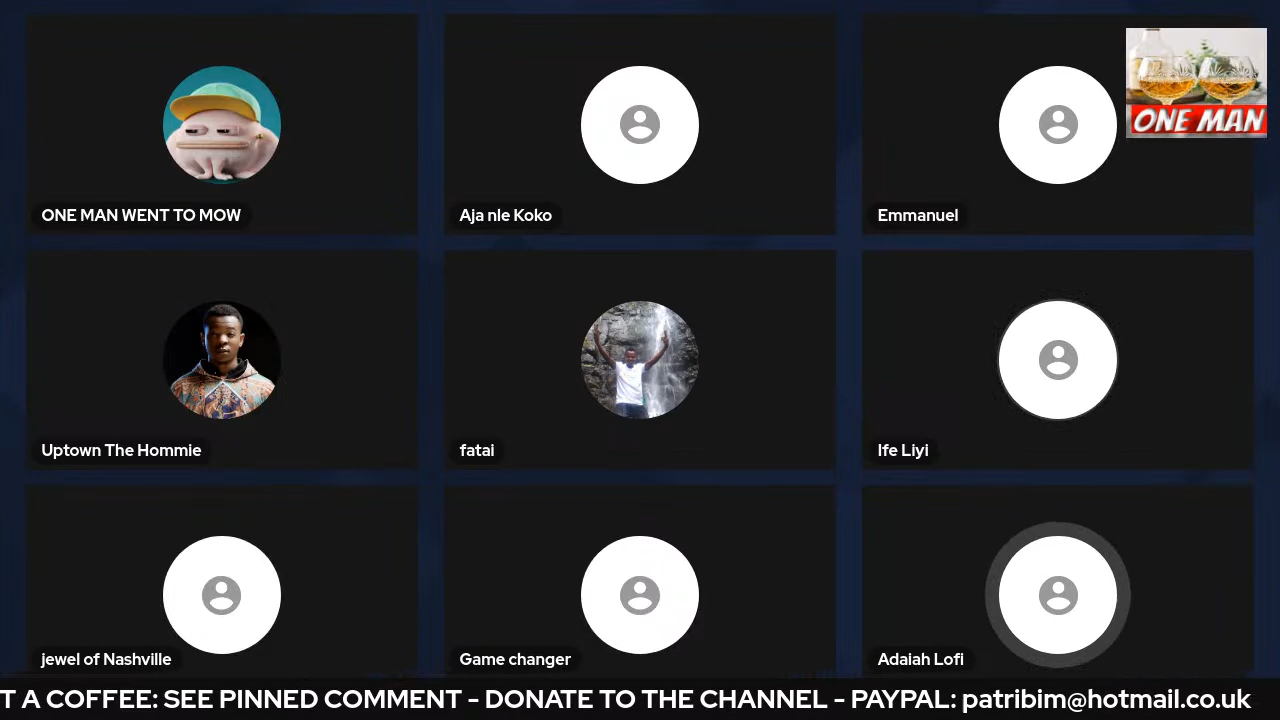 ONE MAN
ONE MAN WENT TO MOW
Aja nle Koko
Emmanuel
Uptown The Hommie
fatai
Ife Liyi
jewel of Nashville
Game changer
Adaiah Lofi
T A COFFEE: SEE PINNED COMMENT - DONATE TO THE CHANNEL - PAYPAL: patribim@hotmail.co.uk